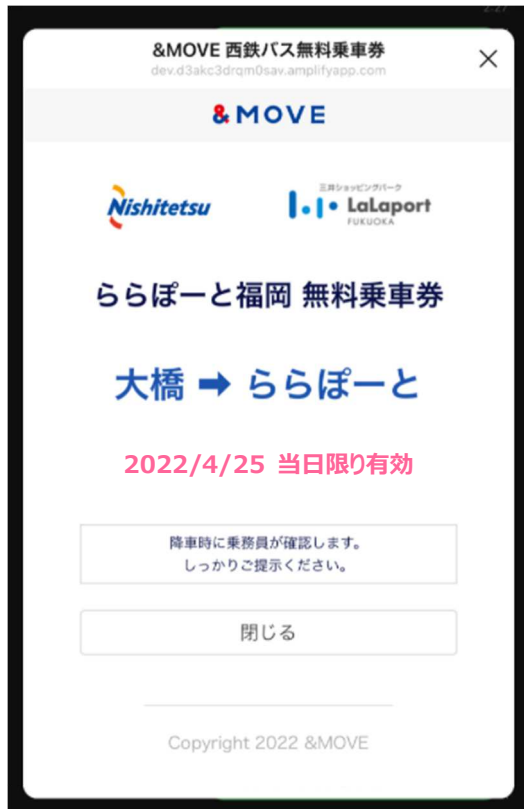 2:27
&MOVE 西鉄バス無料乗車券
dev.d3akc3drqm0sav.amplifyapp.com
&MOVE
Nishitetsu
三井ショッピングパーク
LaLaport
FUKUOKA
ららぽーと福岡 無料乗車券
大橋 ➡ ららぽーと
2022/4/25 当日限り有効
降車時に乗務員が確認します。
しっかりご提示ください。
閉じる
Copyright 2022 &MOVE